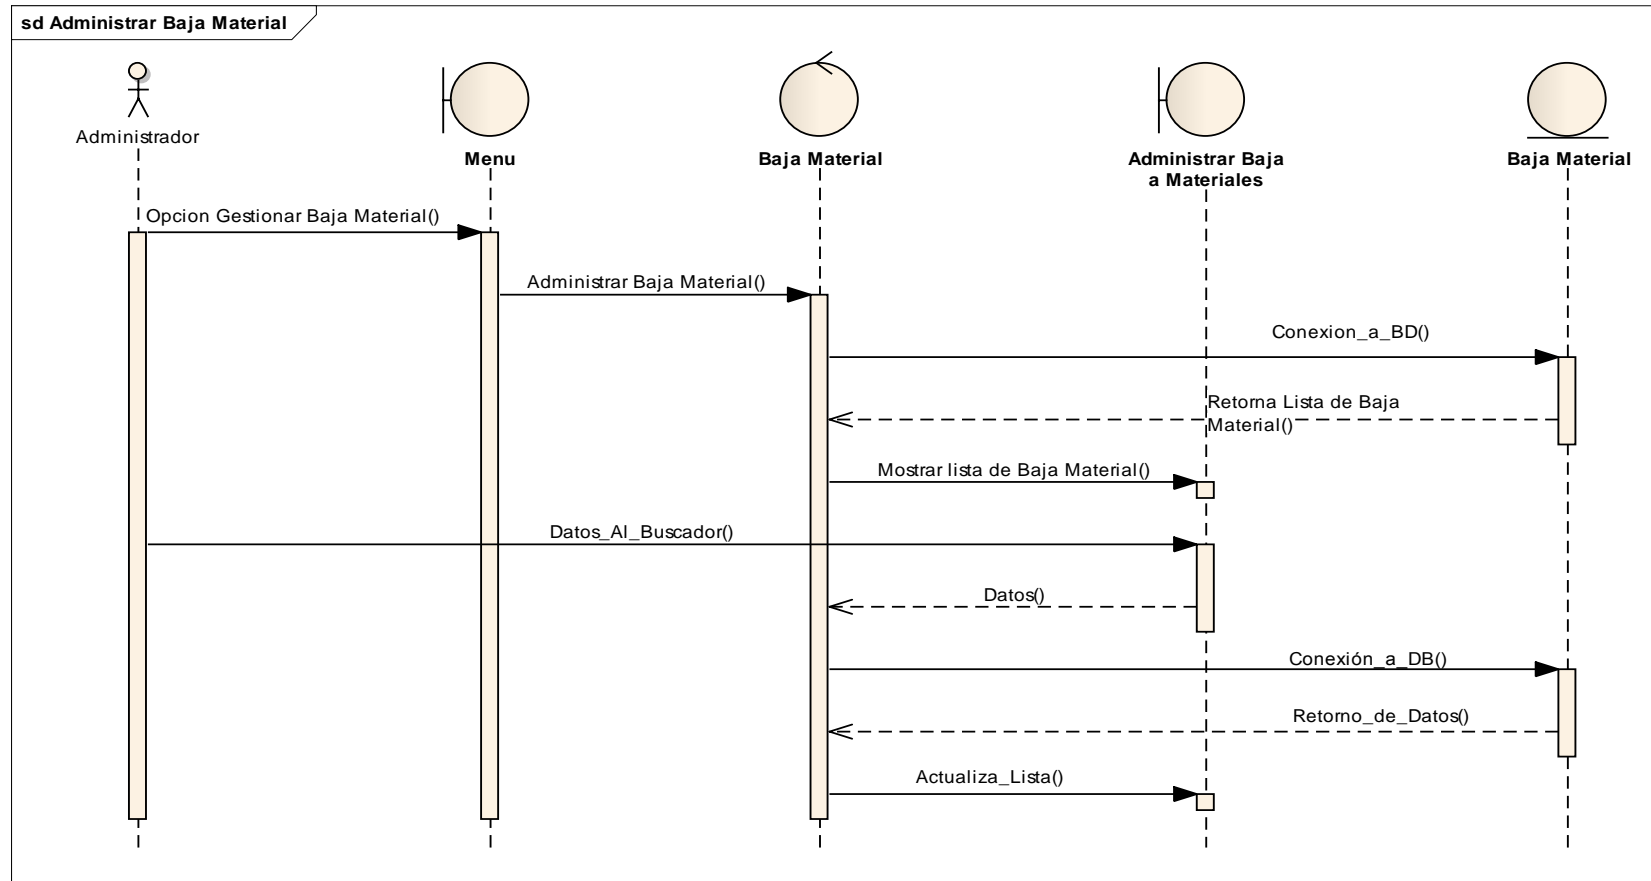 sd Administrar Baja Material
Administrador
Menu
Baja Material
Administrar Baja
a Materiales
Baja Material
Opcion Gestionar Baja Material()
Administrar Baja Material()
Conexion_a_BD()
Retorna Lista de Baja
Material()
Mostrar lista de Baja Material()
Datos_Al_Buscador()
Datos()
Conexión_a_DB()
Retorno_de_Datos()
Actualiza_Lista()